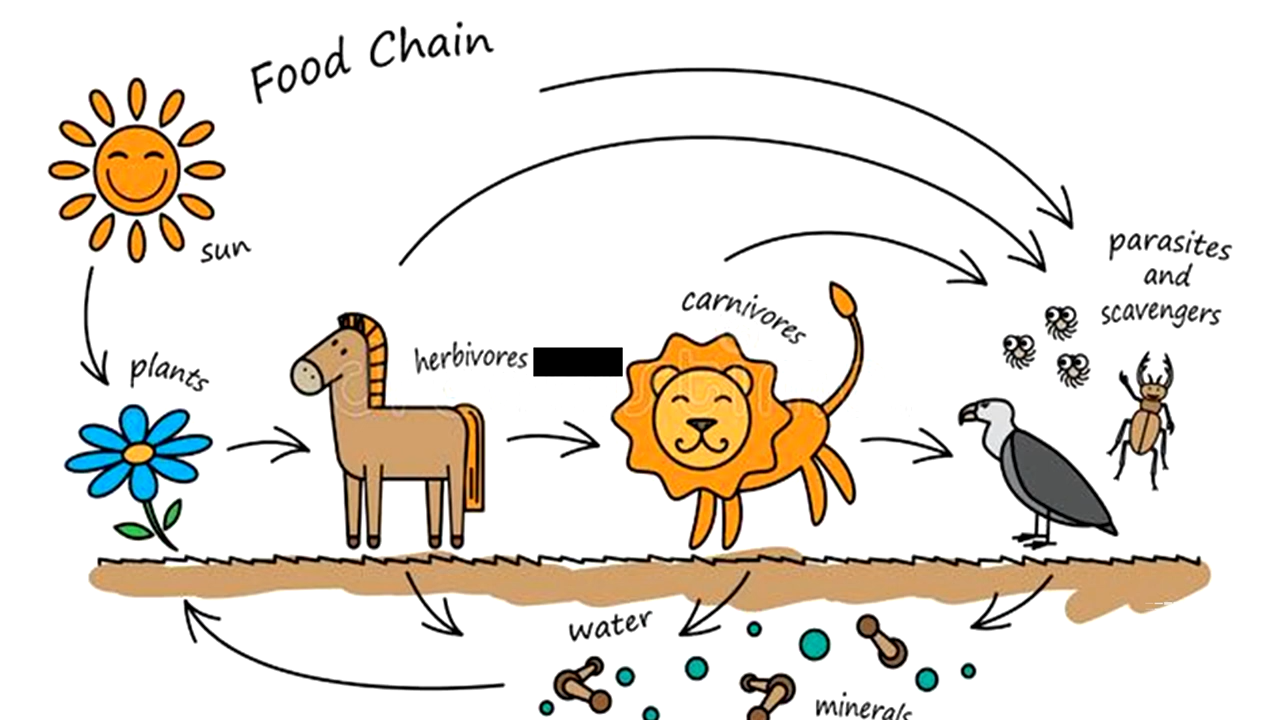 Food Chain
sun
plants
herbivores
carnivores
parasites
and
scavengers
water
minerals